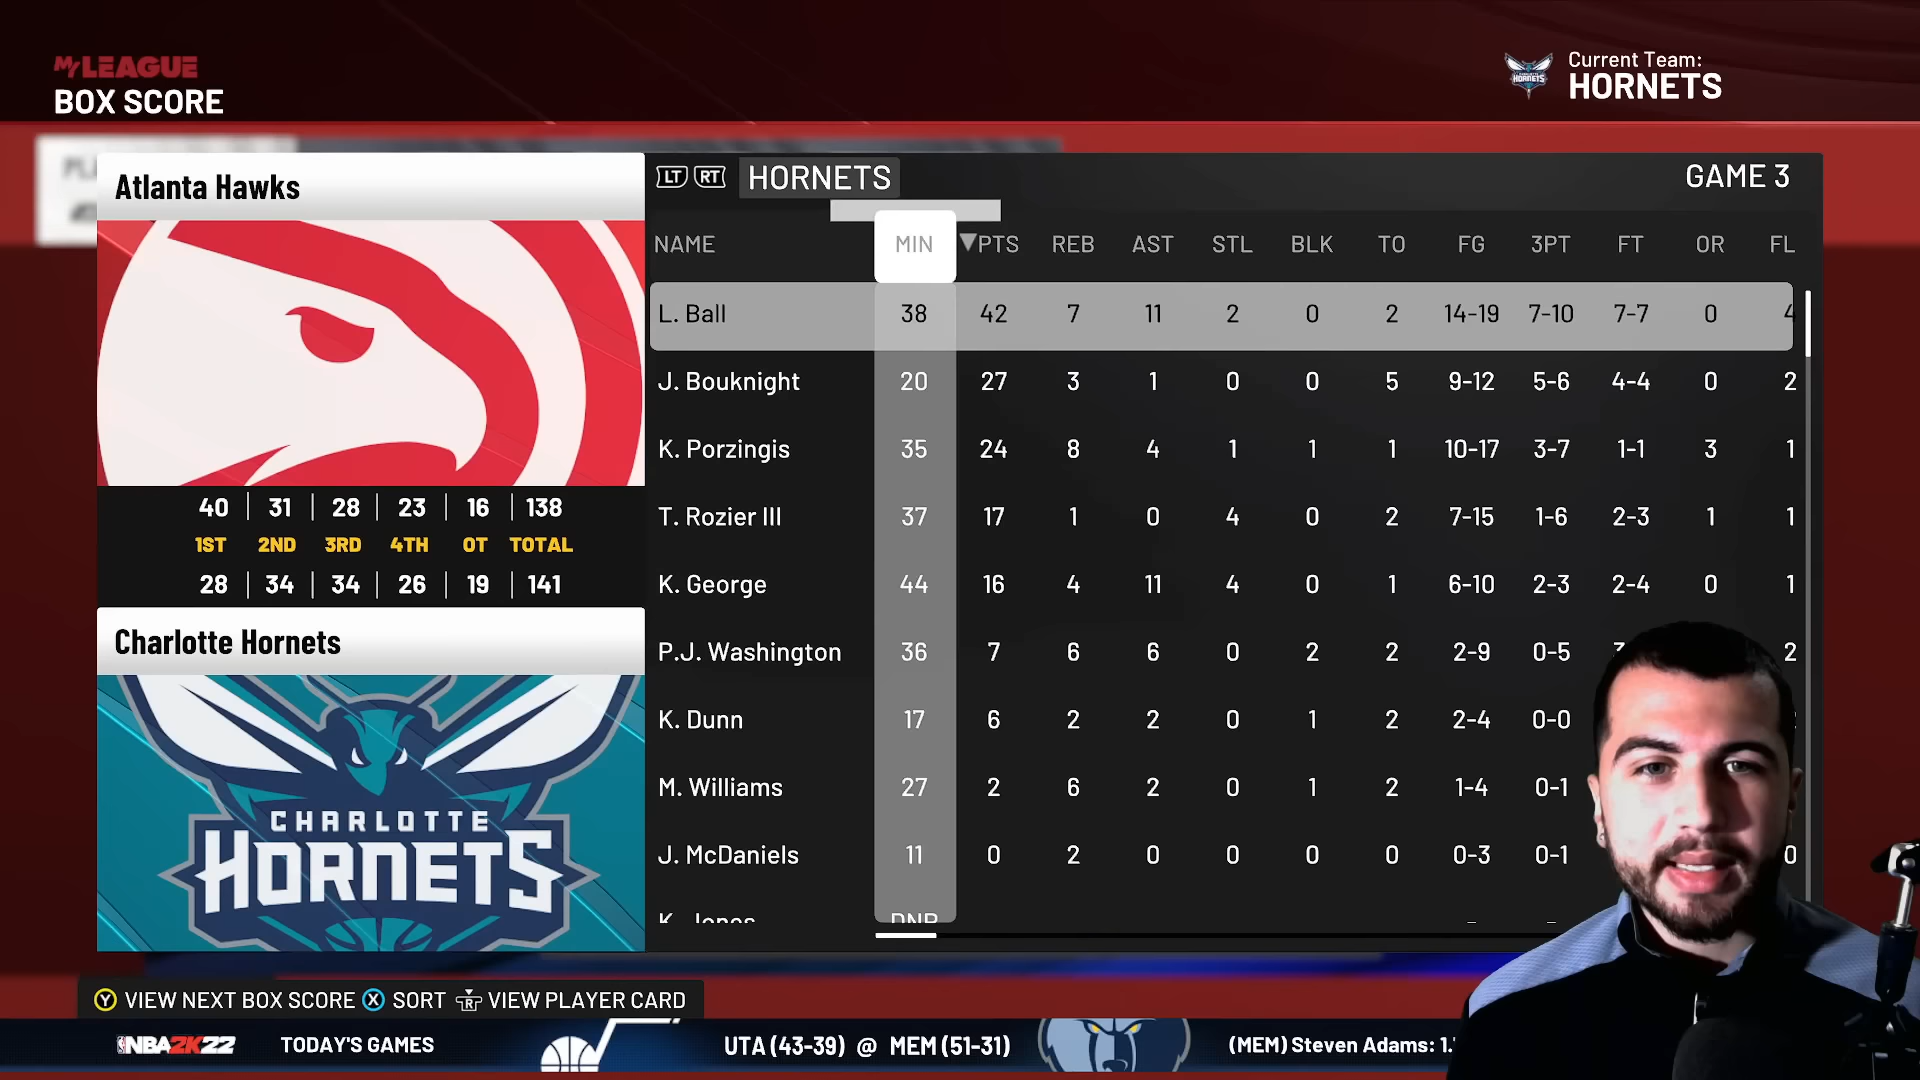 MyLEAGUE
BOX SCORE
Current Team:
HORNETS
Atlanta Hawks
LT RT HORNETS
GAME 3
NAME MIN PTS REB AST STL BLK TO FG 3PT FT OR FL
L. Ball 38 42 7 11 2 0 2 14-19 7-10 7-7 0 4
J. Bouknight 20 27 3 1 0 0 5 9-12 5-6 4-4 0 2
K. Porzingis 35 24 8 4 1 1 1 10-17 3-7 1-1 3 1
T. Rozier III 37 17 1 0 4 0 2 7-15 1-6 2-3 1 1
K. George 44 16 4 11 4 0 1 6-10 2-3 2-4 0 1
P.J. Washington 36 7 6 6 0 2 2 2-9 0-5 2
K. Dunn 17 6 2 2 0 1 2 2-4 0-0
M. Williams 27 2 6 2 0 1 2 1-4 0-1
J. McDaniels 11 0 2 0 0 0 0 0-3 0-1 0
K. Jones DNP - -
40 31 28 23 16 138
1ST 2ND 3RD 4TH OT TOTAL
28 34 34 26 19 141
Charlotte Hornets
CHARLOTTE
HORNETS
Y VIEW NEXT BOX SCORE X SORT R VIEW PLAYER CARD
NBA2K22 TODAY'S GAMES UTA (43-39) @ MEM (51-31) (MEM) Steven Adams: 1.